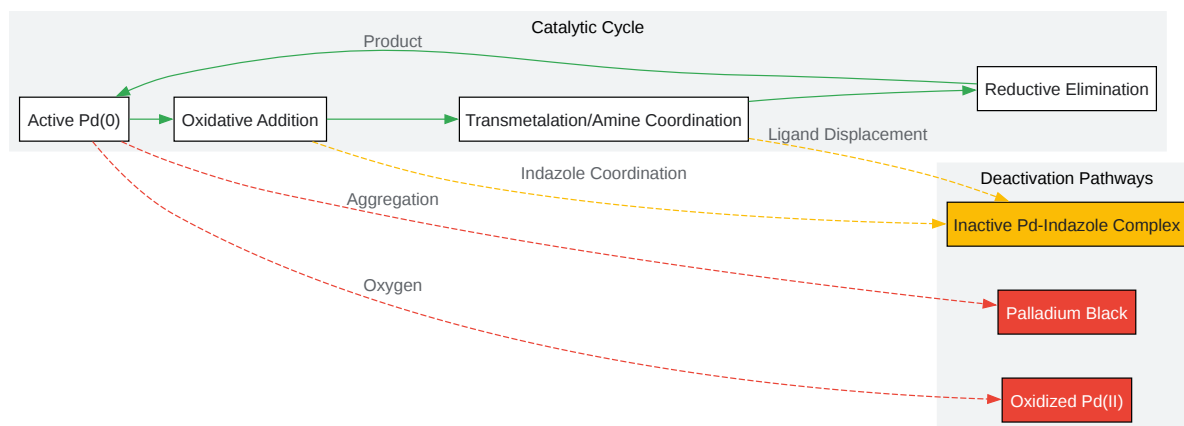 Catalytic Cycle
Product
Reductive Elimination
Active Pd(0)
Oxidative Addition
Transmetalation/Amine Coordination
Ligand Displacement
Indazole Coordination
Deactivation Pathways
Aggregation
Inactive Pd-Indazole Complex
Oxygen
Palladium Black
Oxidized Pd(II)